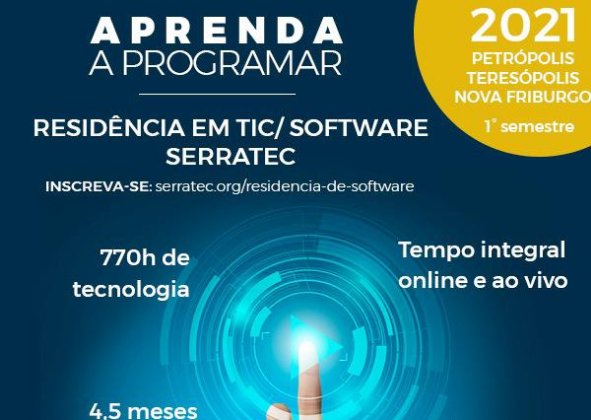 APRENDA
A PROGRAMAR
2021
PETRÓPOLIS
TERESÓPOLIS
NOVA FRIBURGO
1° semestre
RESIDÊNCIA EM TIC/ SOFTWARE
SERRATEC
INSCREVA-SE: serratec.org/residencia-de-software
770h de
tecnologia
Tempo integral
online e ao vivo
4,5 meses